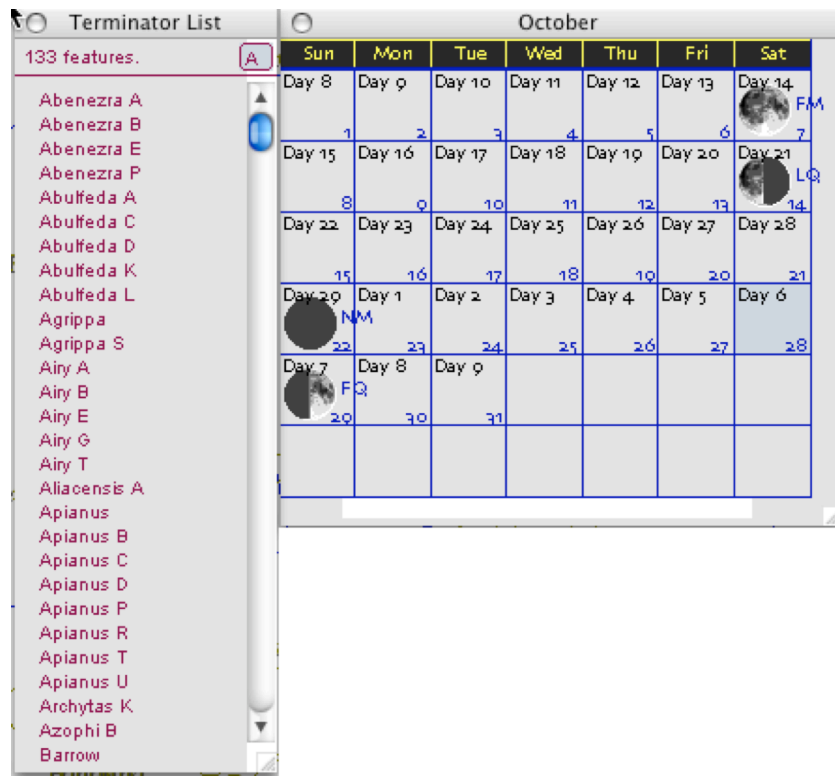 Terminator List
133 features.
A
Abenezra A
Abenezra B
Abenezra E
Abenezra P
Abulfeda A
Abulfeda C
Abulfeda D
Abulfeda K
Abulfeda L
Agrippa
Agrippa S
Airy A
Airy B
Airy E
Airy G
Airy T
Aliacensis A
Apianus
Apianus B
Apianus C
Apianus D
Apianus P
Apianus R
Apianus T
Apianus U
Archytas K
Azophi B
Barrow
October
Sun Mon Tue Wed Thu Fri Sat
Day 8 Day 9 Day 10 Day 11 Day 12 Day 13 Day 14
FM
1 2 3 4 5 6 7
Day 15 Day 16 Day 17 Day 18 Day 19 Day 20 Day 21
LQ
8 9 10 11 12 13 14
Day 22 Day 23 Day 24 Day 25 Day 26 Day 27 Day 28
15 16 17 18 19 20 21
Day 29 Day 1 Day 2 Day 3 Day 4 Day 5 Day 6
NM
22 23 24 25 26 27 28
Day 7 Day 8 Day 9
FQ
29 30 31